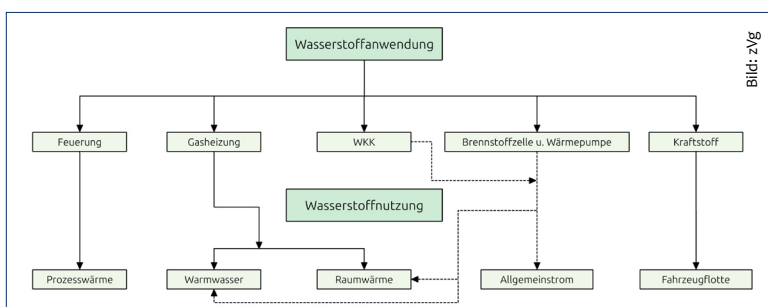 Wasserstoffanwendung
Bild: zVg
Feuerung
Gasheizung
WKK
Brennstoffzelle u. Wärmepumpe
Kraftstoff
Wasserstoffnutzung
Prozesswärme
Warmwasser
Raumwärme
Allgemeinstrom
Fahrzeugflotte